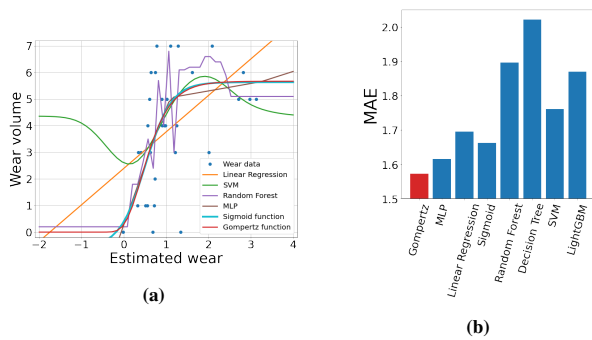 7
6
5
4
3
2
1
0
Wear volume
Wear data
Linear Regression
SVM
Random Forest
MLP
Sigmoid function
Gompertz function
−2 −1 0 1 2 3 4
Estimated wear
(a)
2.0
1.9
1.8
1.7
1.6
1.5
MAE
Gompertz
MLP
Linear Regression
Sigmoid
Random Forest
Decision Tree
SVM
LightGBM
(b)